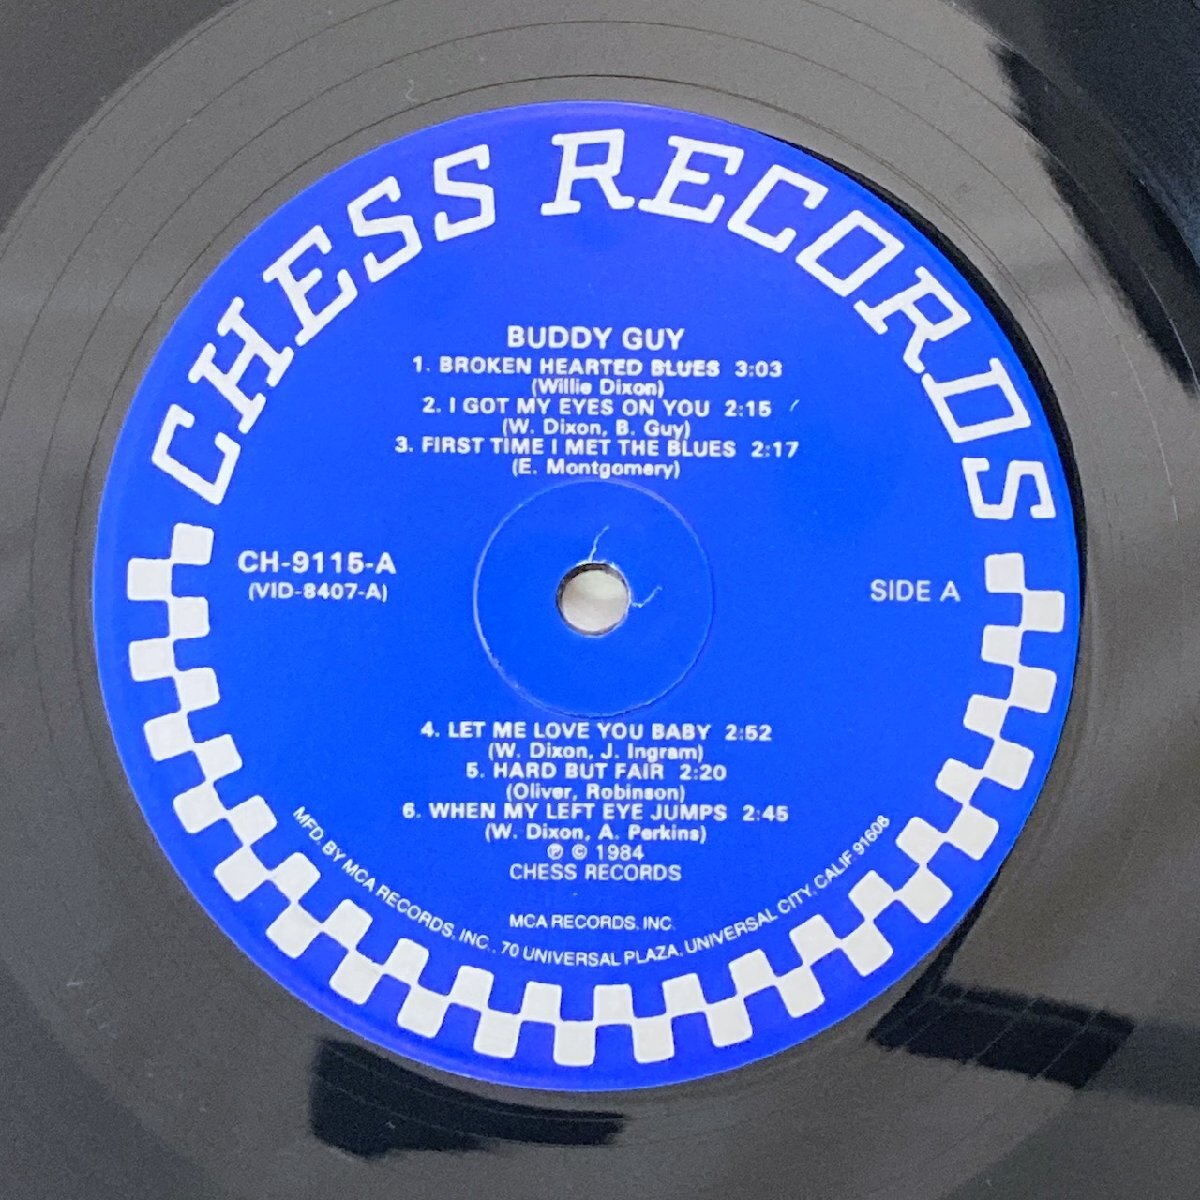 CHESS RECORDS
BUDDY GUY
1. BROKEN HEARTED BLUES 3:03
(Willie Dixon)
2. I GOT MY EYES ON YOU 2:15
(W. Dixon, B. Guy)
3. FIRST TIME I MET THE BLUES 2:17
(E. Montgomery)
CH-9115-A
(VID-8407-A)
SIDE A
4. LET ME LOVE YOU BABY 2:52
(W. Dixon, J. Ingram)
5. HARD BUT FAIR 2:20
(Oliver, Robinson)
6. WHEN MY LEFT EYE JUMPS 2:45
(W. Dixon, A. Perkins)
℗ © 1984
CHESS RECORDS
MCA RECORDS, INC.
MFD. BY MCA RECORDS, INC., 70 UNIVERSAL PLAZA, UNIVERSAL CITY, CALIF. 91608